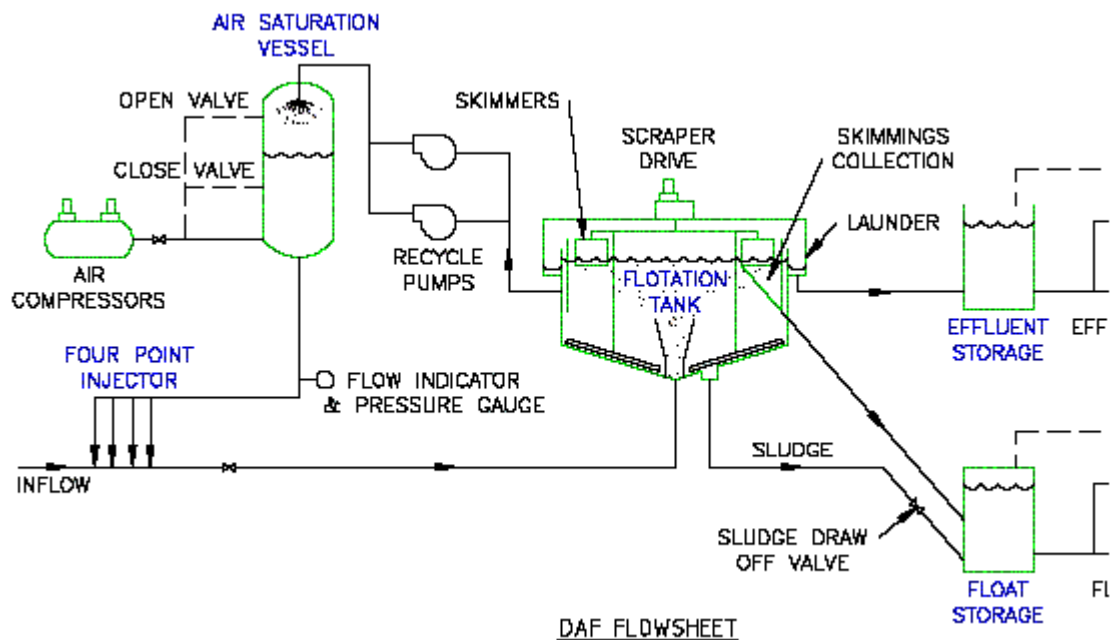 AIR SATURATION
VESSEL
OPEN VALVE
CLOSE VALVE
AIR
COMPRESSORS
RECYCLE
PUMPS
SKIMMERS
SCRAPER
DRIVE
SKIMMINGS
COLLECTION
LAUNDER
FLOTATION
TANK
EFFLUENT
STORAGE
EFF
FOUR POINT
INJECTOR
FLOW INDICATOR
& PRESSURE GAUGE
INFLOW
SLUDGE
SLUDGE DRAW
OFF VALVE
FLOAT
STORAGE
FL
DAF FLOWSHEET